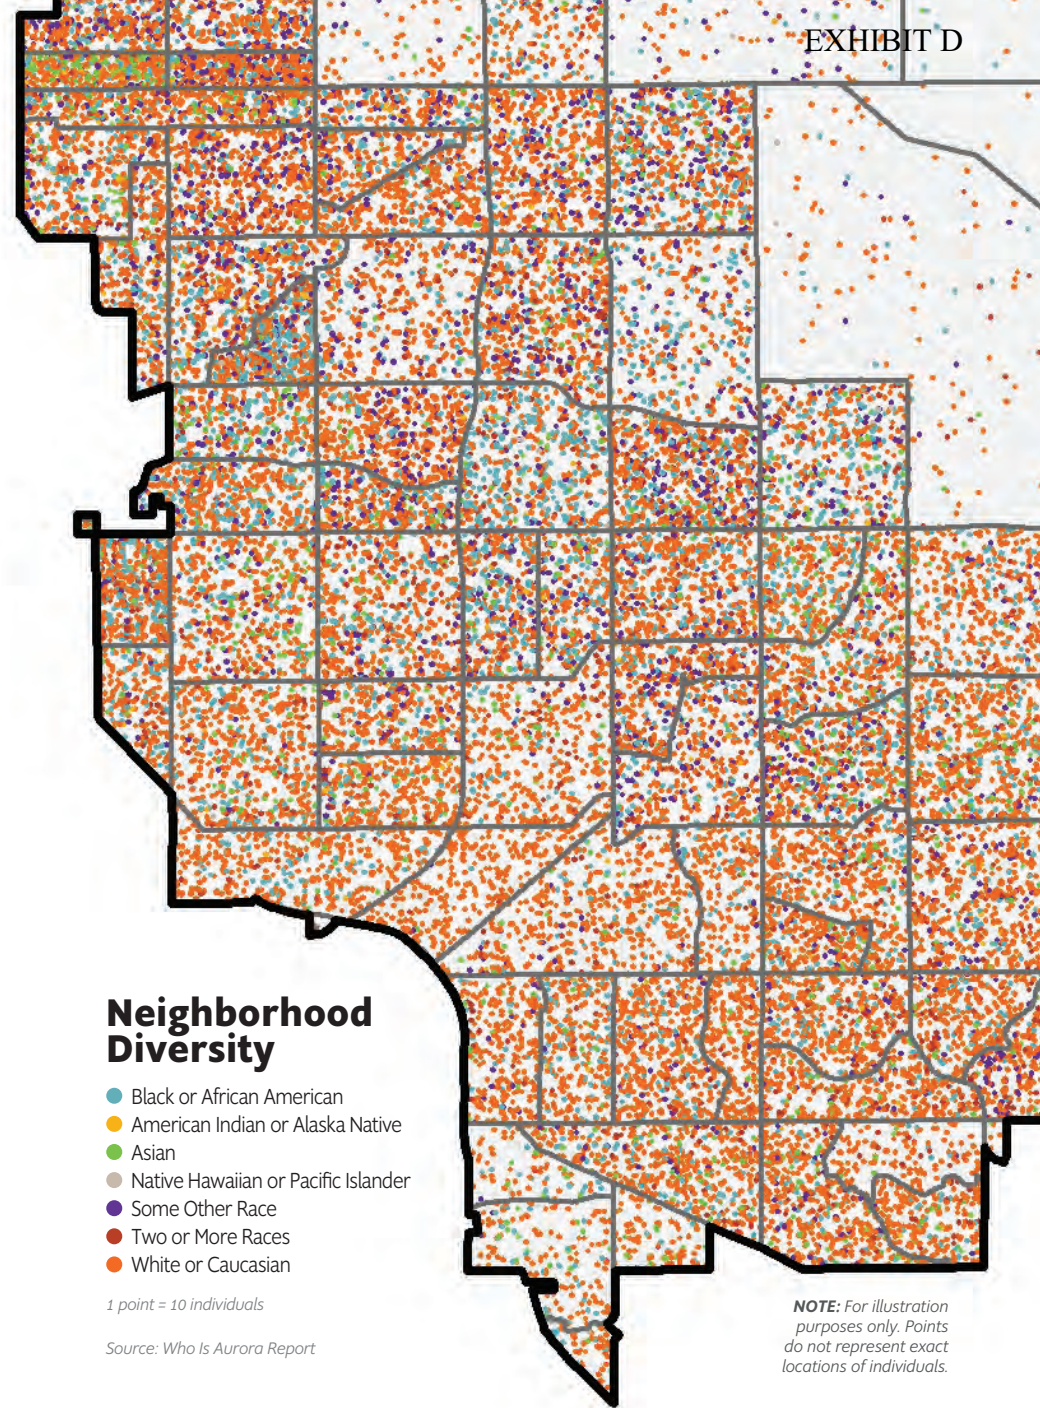 EXHIBIT D
Neighborhood
Diversity
Black or African American
American Indian or Alaska Native
Asian
Native Hawaiian or Pacific Islander
Some Other Race
Two or More Races
White or Caucasian
1 point = 10 individuals
Source: Who Is Aurora Report
NOTE: For illustration
purposes only. Points
do not represent exact
locations of individuals.